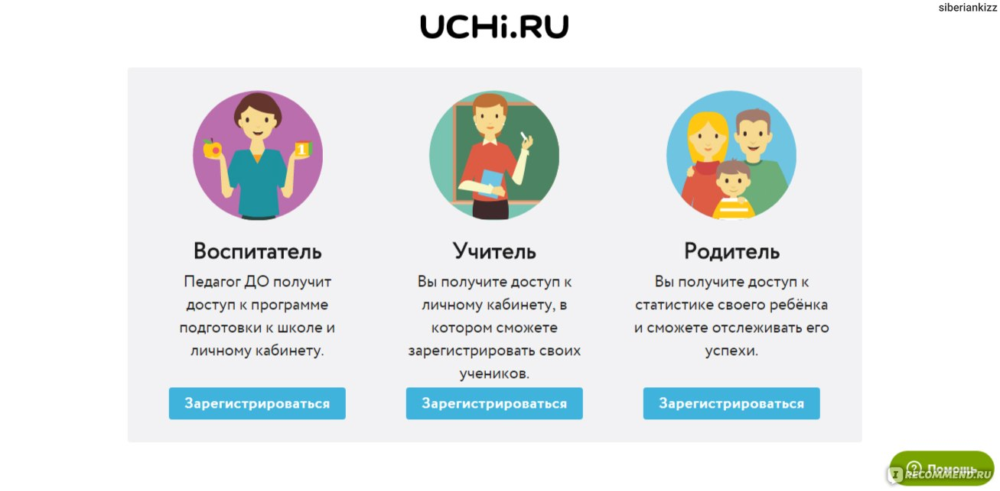 siberiankizz
UCHi.RU
1
Воспитатель
Педагог ДО получит
доступ к программе
подготовки к школе и
личному кабинету.
Зарегистрироваться
Учитель
Вы получите доступ к
личному кабинету, в
котором сможете
зарегистрировать своих
учеников.
Зарегистрироваться
Родитель
Вы получите доступ к
статистике своего ребёнка
и сможете отслеживать его
успехи.
Зарегистрироваться
? Помощь
IRECOMMEND.RU